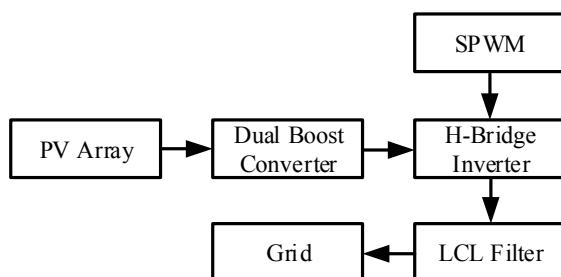 SPWM
PV Array
Dual Boost
Converter
H-Bridge
Inverter
Grid
LCL Filter